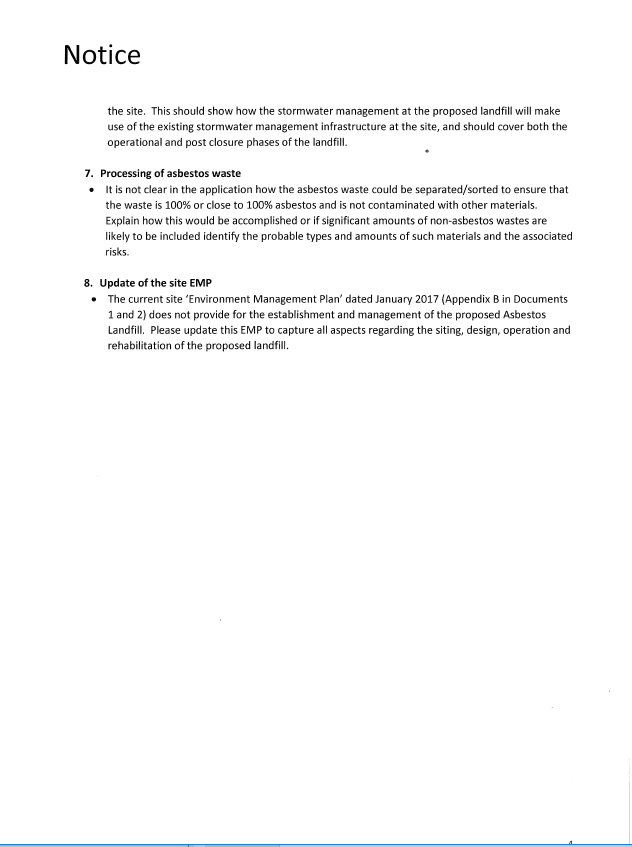 Notice
the site. This should show how the stormwater management at the proposed landfill will make
use of the existing stormwater management infrastructure at the site, and should cover both the
operational and post closure phases of the landfill.
7. Processing of asbestos waste
• It is not clear in the application how the asbestos waste could be separated/sorted to ensure that
the waste is 100% or close to 100% asbestos and is not contaminated with other materials.
Explain how this would be accomplished or if significant amounts of non-asbestos wastes are
likely to be included identify the probable types and amounts of such materials and the associated
risks.
8. Update of the site EMP
• The current site ‘Environment Management Plan’ dated January 2017 (Appendix B in Documents
1 and 2) does not provide for the establishment and management of the proposed Asbestos
Landfill. Please update this EMP to capture all aspects regarding the siting, design, operation and
rehabilitation of the proposed landfill.